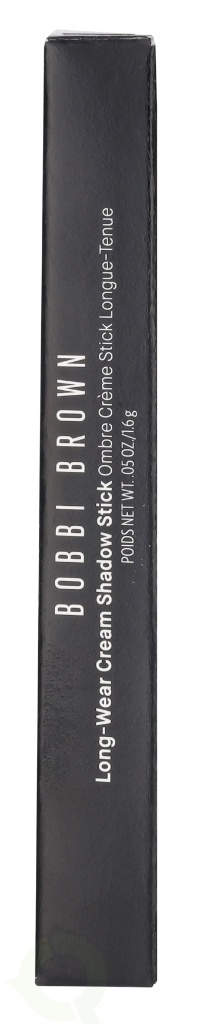 BOBBI BROWN
Long-Wear Cream Shadow Stick Ombre Crème Stick Longue-Tenue
POIDS NET WT. .05 OZ./1.6 g